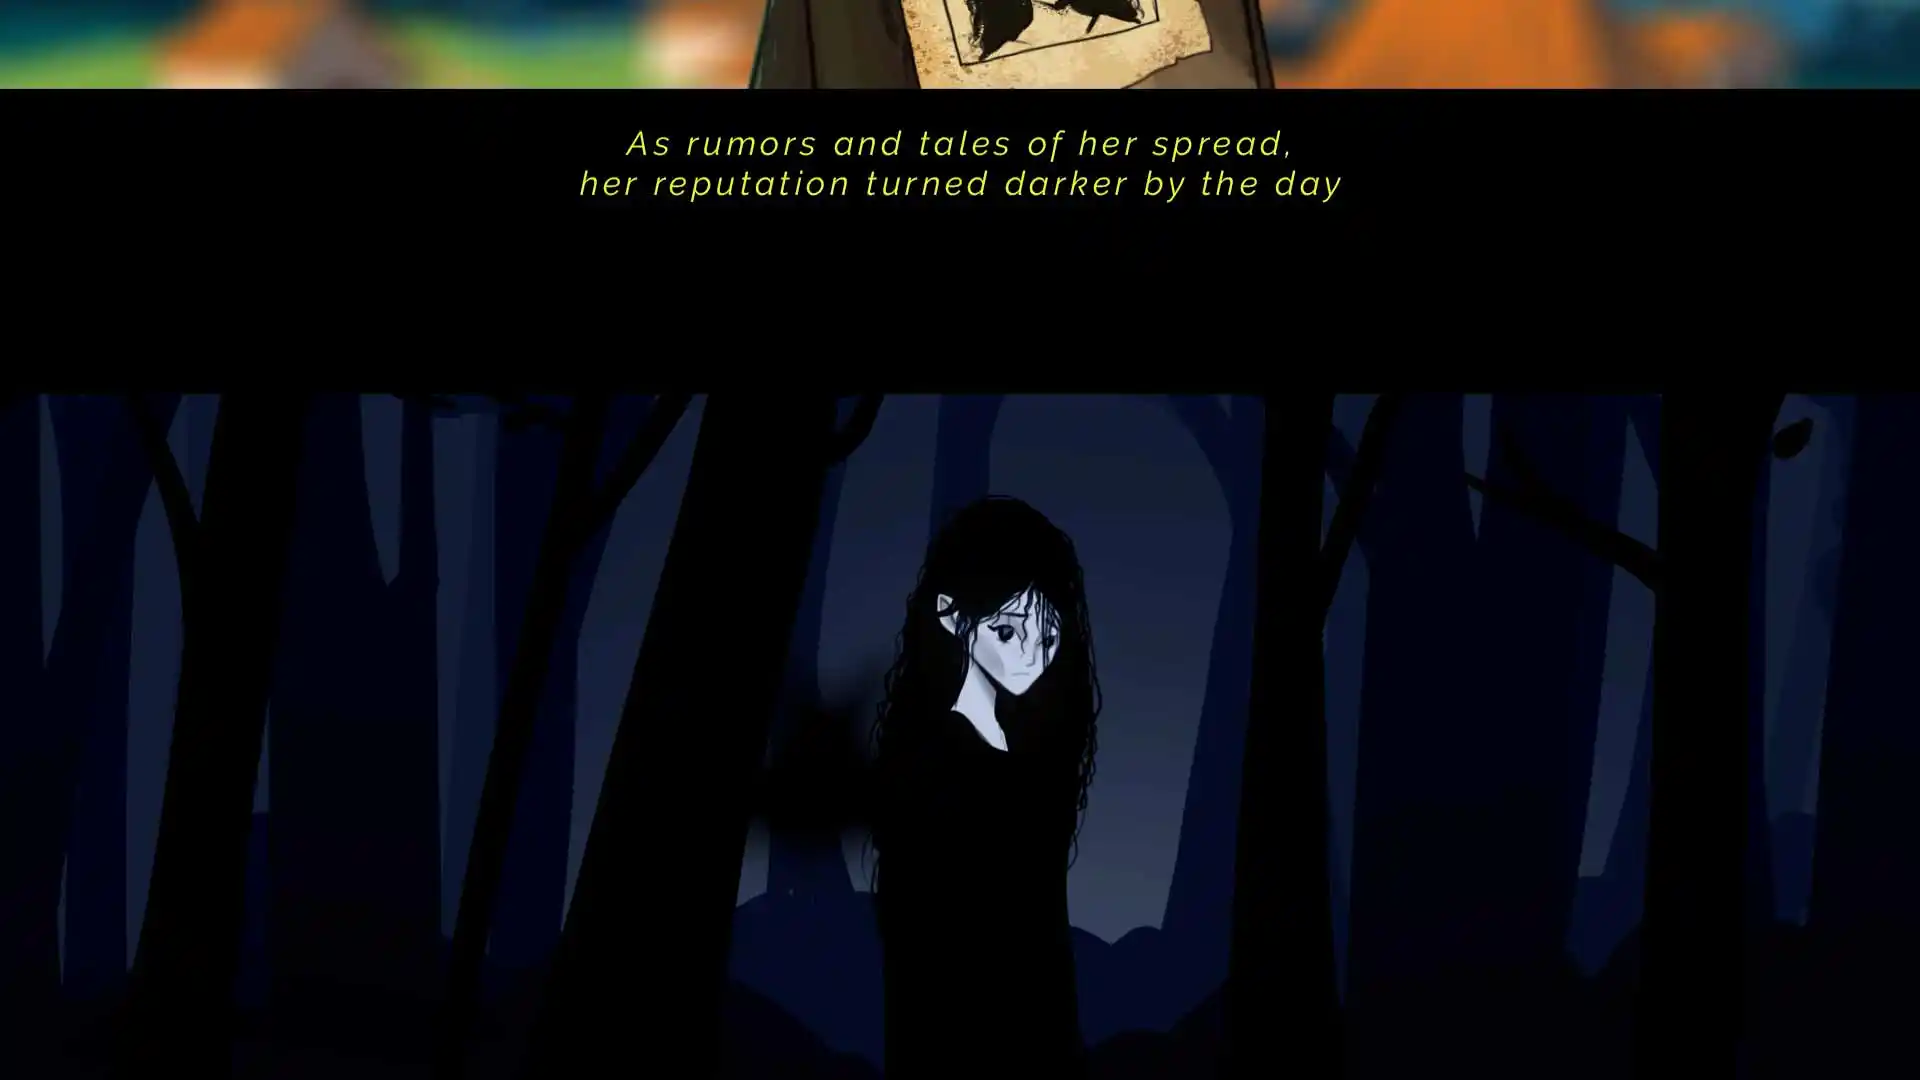 As rumors and tales of her spread,
her reputation turned darker by the day